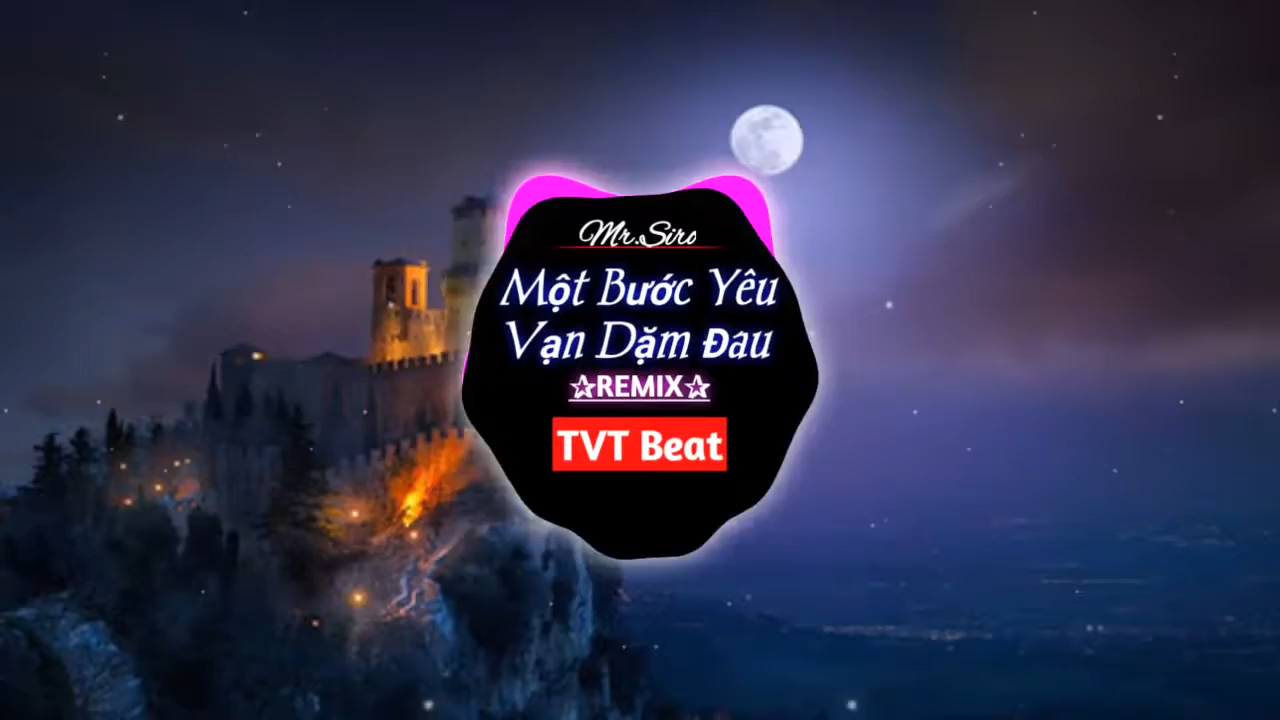 Mr.Siro
Một Bước Yêu
Vạn Dặm Đau
☆REMIX☆
TVT Beat